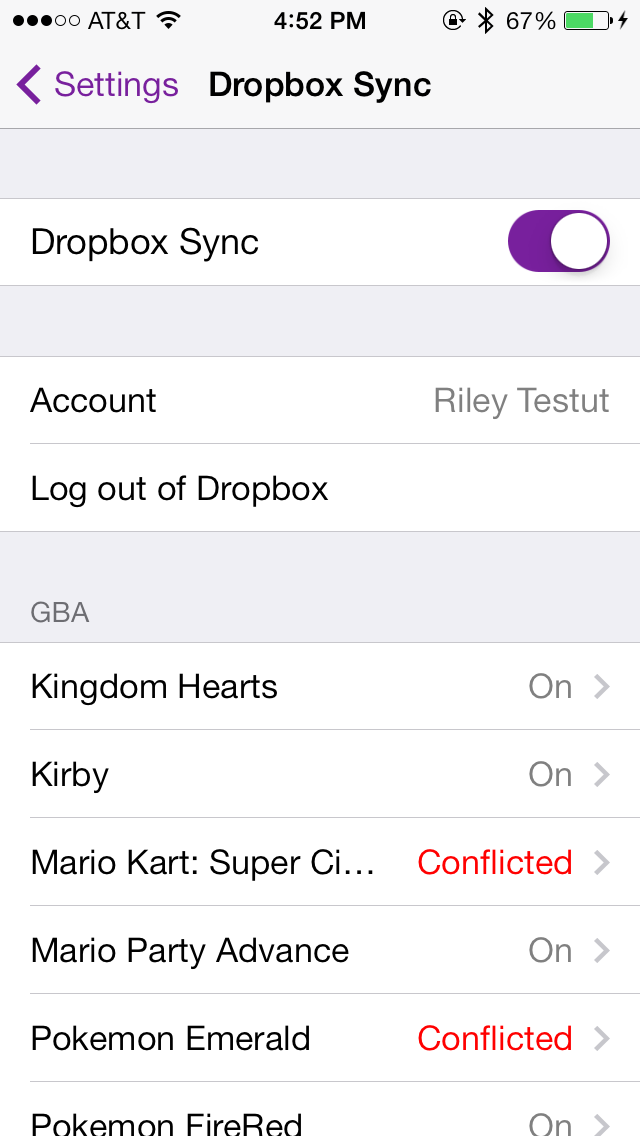 AT&T 4:52 PM 67%
Settings Dropbox Sync
Dropbox Sync
Account Riley Testut
Log out of Dropbox
GBA
Kingdom Hearts On
Kirby On
Mario Kart: Super Ci... Conflicted
Mario Party Advance On
Pokemon Emerald Conflicted
Pokemon FireRed On